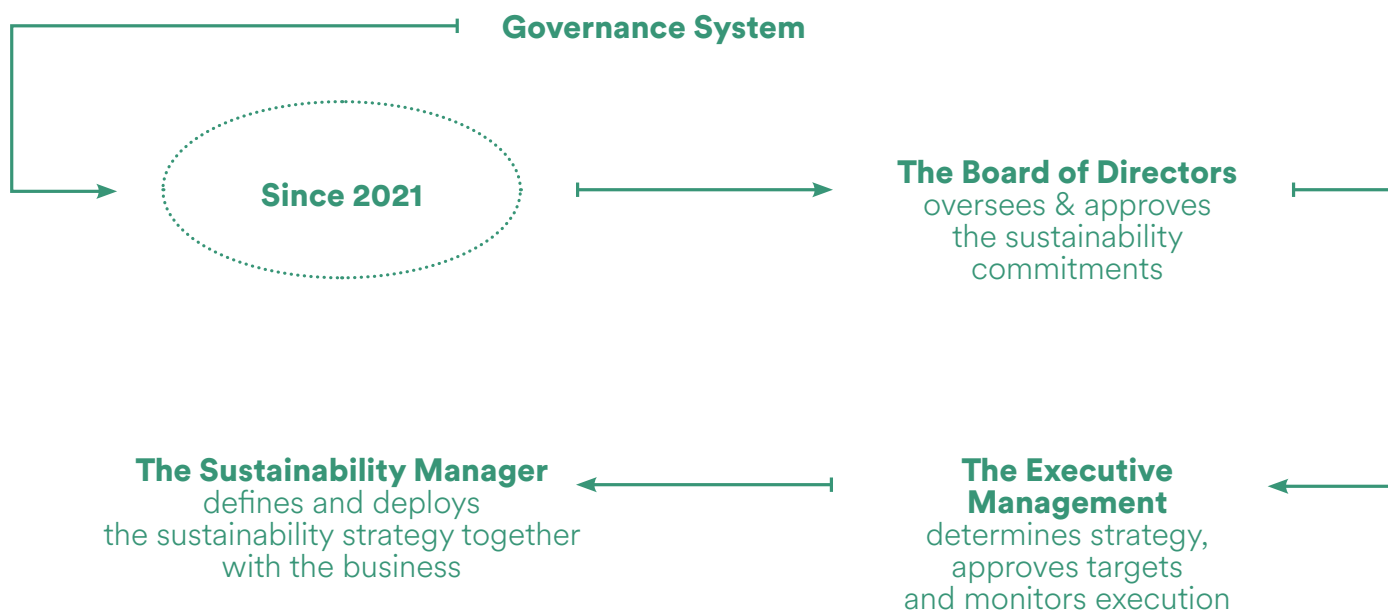 Governance System
Since 2021
The Board of Directors
oversees & approves
the sustainability
commitments
The Executive
Management
determines strategy,
approves targets
and monitors execution
The Sustainability Manager
defines and deploys
the sustainability strategy together
with the business